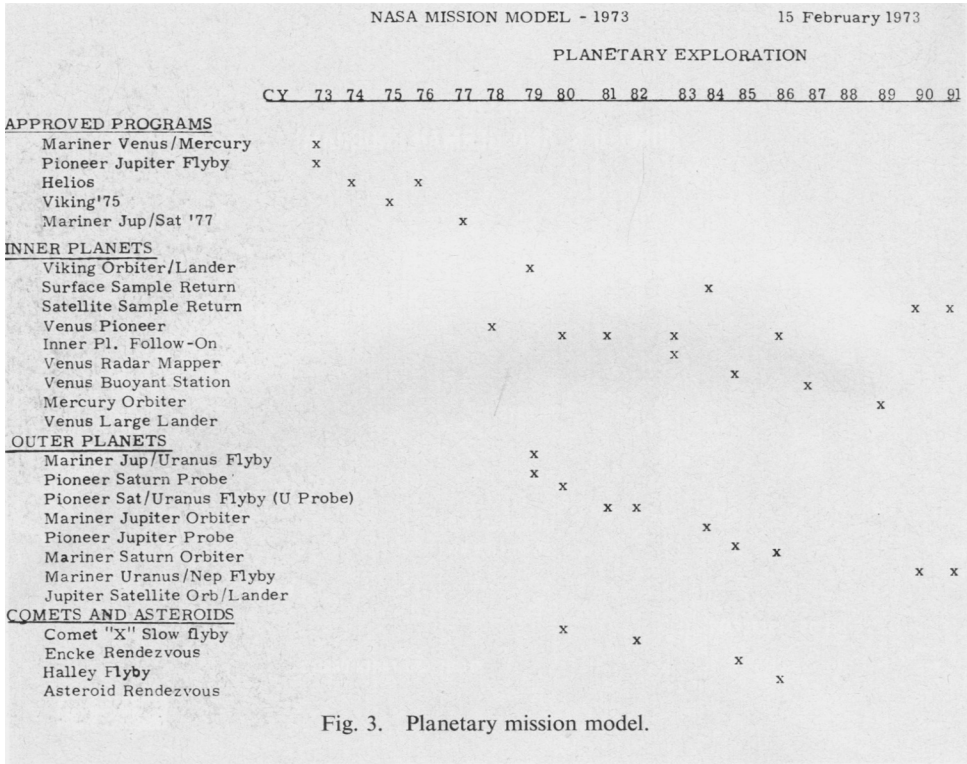 NASA MISSION MODEL - 1973 15 February 1973
PLANETARY EXPLORATION
CY 73 74 75 76 77 78 79 80 81 82 83 84 85 86 87 88 89 90 91
APPROVED PROGRAMS
Mariner Venus/Mercury x
Pioneer Jupiter Flyby x
Helios x x
Viking'75 x
Mariner Jup/Sat '77 x
INNER PLANETS
Viking Orbiter/Lander x
Surface Sample Return x
Satellite Sample Return x x
Venus Pioneer x
Inner Pl. Follow-On x x x x
Venus Radar Mapper x
Venus Buoyant Station x
Mercury Orbiter x
Venus Large Lander x
OUTER PLANETS
Mariner Jup/Uranus Flyby x
Pioneer Saturn Probe x
Pioneer Sat/Uranus Flyby (U Probe) x
Mariner Jupiter Orbiter x x
Pioneer Jupiter Probe x
Mariner Saturn Orbiter x x
Mariner Uranus/Nep Flyby x x
Jupiter Satellite Orb/Lander
COMETS AND ASTEROIDS
Comet "X" Slow flyby x
Encke Rendezvous x
Halley Flyby x
Asteroid Rendezvous x
Fig. 3. Planetary mission model.